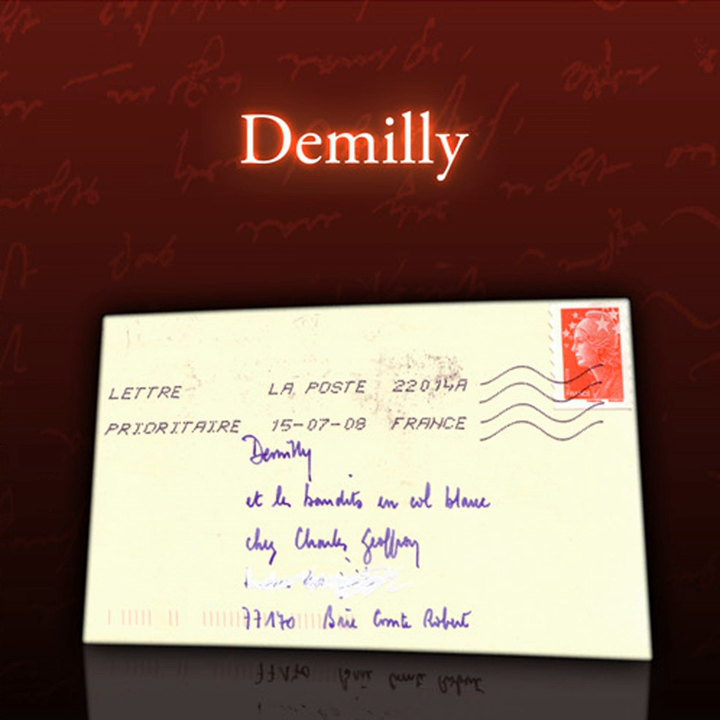 Demilly
LETTRE LA POSTE 22014A
PRIORITAIRE 15-07-08 FRANCE
Demilly
et les bandits en col blanc
chez Charles Geoffroy
77170 Brie Comte Robert